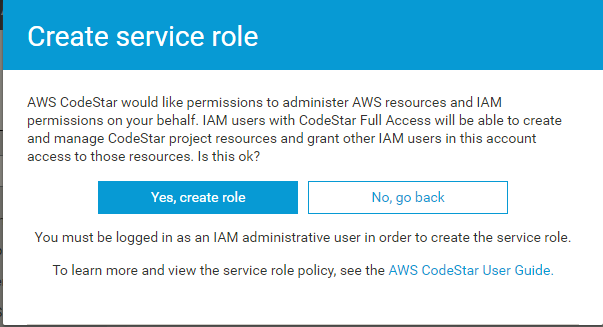 Create service role
AWS CodeStar would like permissions to administer AWS resources and IAM
permissions on your behalf. IAM users with CodeStar Full Access will be able to create
and manage CodeStar project resources and grant other IAM users in this account
access to those resources. Is this ok?
Yes, create role
No, go back
You must be logged in as an IAM administrative user in order to create the service role.
To learn more and view the service role policy, see the AWS CodeStar User Guide.